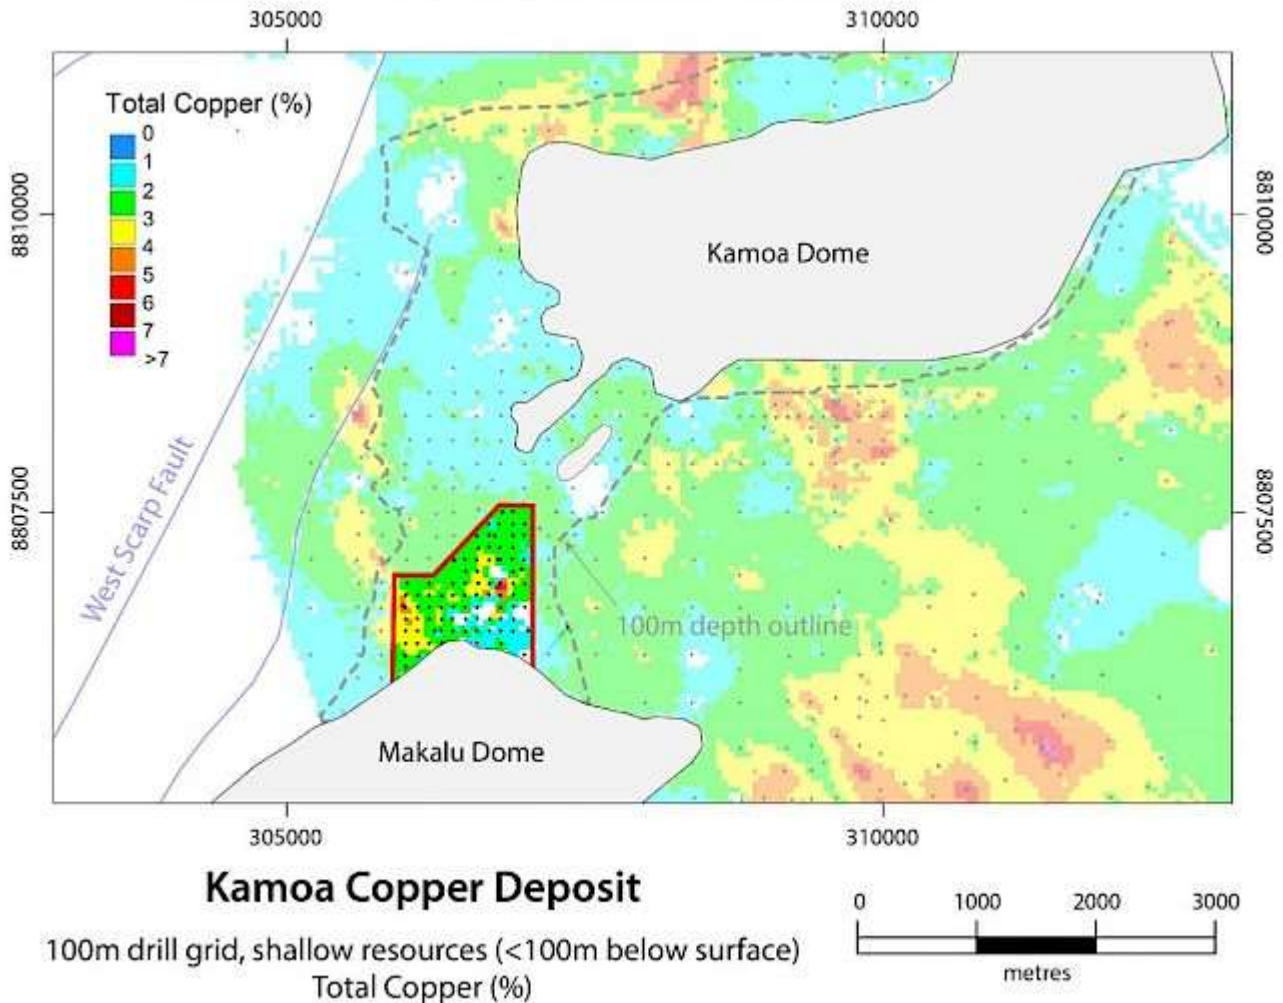 305000 310000
Total Copper (%)
0
1
2
3
4
5
6
7
>7
8810000 8810000
Kamoa Dome
West Scarp Fault
8807500 8807500
100m depth outline
Makalu Dome
305000 310000
Kamoa Copper Deposit
100m drill grid, shallow resources (<100m below surface)
Total Copper (%)
0 1000 2000 3000
metres